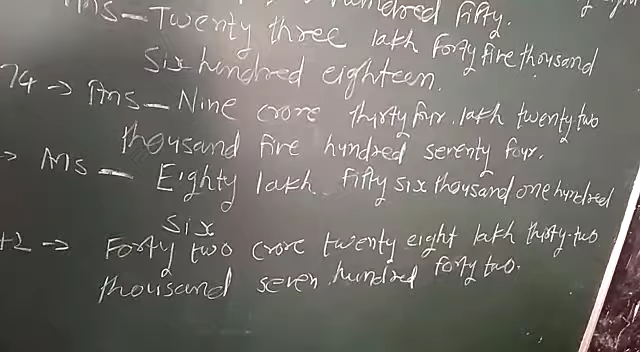 Ans - Twenty three lakh forty five thousand
Six hundred eighteen.
74 → Ans - Nine crore thirty four lakh twenty two
thousand five hundred seventy four.
→ Ans - Eighty lakh fifty six thousand one hundred
six
42 → Forty two crore twenty eight lakh thirty-two
thousand seven hundred forty two.